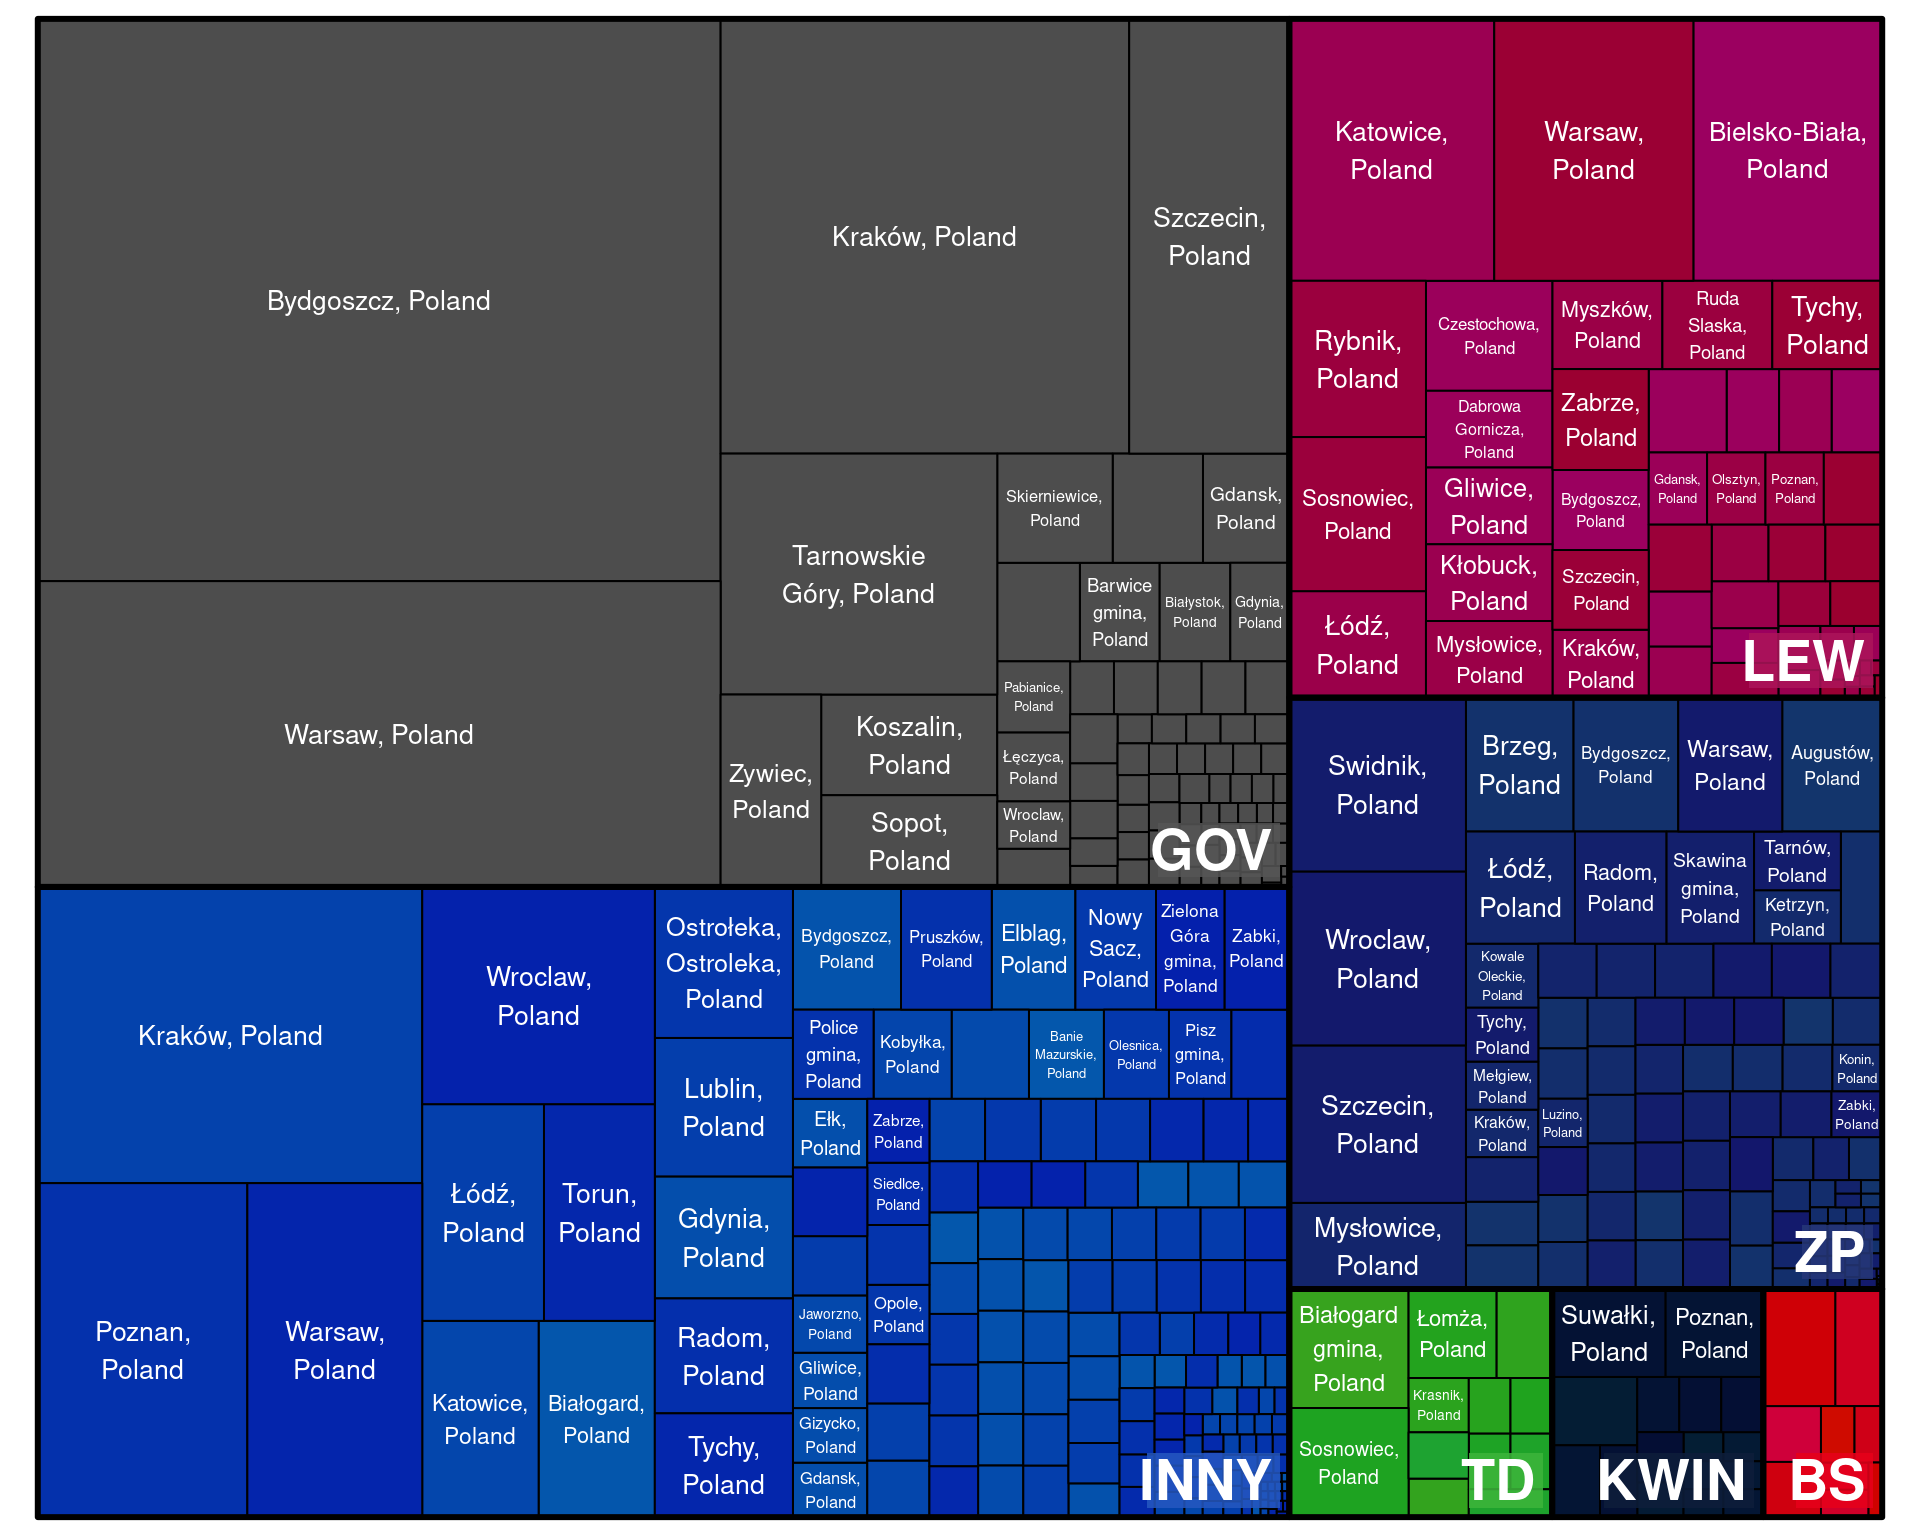 Bydgoszcz, Poland
Warsaw, Poland
Kraków, Poland
Szczecin,
Poland
Tarnowskie
Góry, Poland
Zywiec,
Poland
Koszalin,
Poland
Sopot,
Poland
Skierniewice,
Poland
Gdansk,
Poland
Barwice
gmina,
Poland
Białystok,
Poland
Gdynia,
Poland
Pabianice,
Poland
Łęczyca,
Poland
Wroclaw,
Poland
GOV
Katowice,
Poland
Warsaw,
Poland
Bielsko-Biała,
Poland
Rybnik,
Poland
Sosnowiec,
Poland
Łódź,
Poland
Czestochowa,
Poland
Dabrowa
Gornicza,
Poland
Gliwice,
Poland
Kłobuck,
Poland
Mysłowice,
Poland
Myszków,
Poland
Ruda
Slaska,
Poland
Tychy,
Poland
Zabrze,
Poland
Bydgoszcz,
Poland
Szczecin,
Poland
Kraków,
Poland
Gdansk,
Poland
Olsztyn,
Poland
Poznan,
Poland
LEW
Kraków, Poland
Poznan,
Poland
Warsaw,
Poland
Wroclaw,
Poland
Łódź,
Poland
Torun,
Poland
Katowice,
Poland
Białogard,
Poland
Ostrołeka,
Ostroleka,
Poland
Lublin,
Poland
Gdynia,
Poland
Radom,
Poland
Tychy,
Poland
Bydgoszcz,
Poland
Pruszków,
Poland
Elblag,
Poland
Nowy
Sacz,
Poland
Zielona
Góra
gmina,
Poland
Zabki,
Poland
Police
gmina,
Poland
Kobyłka,
Poland
Banie
Mazurskie,
Poland
Olesnica,
Poland
Pisz
gmina,
Poland
Ełk,
Poland
Zabrze,
Poland
Siedlce,
Poland
Opole,
Poland
Jaworzno,
Poland
Gliwice,
Poland
Gizycko,
Poland
Gdansk,
Poland
INNY
Swidnik,
Poland
Wroclaw,
Poland
Szczecin,
Poland
Mysłowice,
Poland
Brzeg,
Poland
Bydgoszcz,
Poland
Warsaw,
Poland
Augustów,
Poland
Łódź,
Poland
Radom,
Poland
Skawina
gmina,
Poland
Tarnów,
Poland
Ketrzyn,
Poland
Kowale
Oleckie,
Poland
Tychy,
Poland
Mełgiew,
Poland
Kraków,
Poland
Luzino,
Poland
Konin,
Poland
Zabki,
Poland
ZP
Białogard
gmina,
Poland
Sosnowiec,
Poland
Łomża,
Poland
Krasnik,
Poland
TD
Suwałki,
Poland
Poznan,
Poland
KWIN
BS